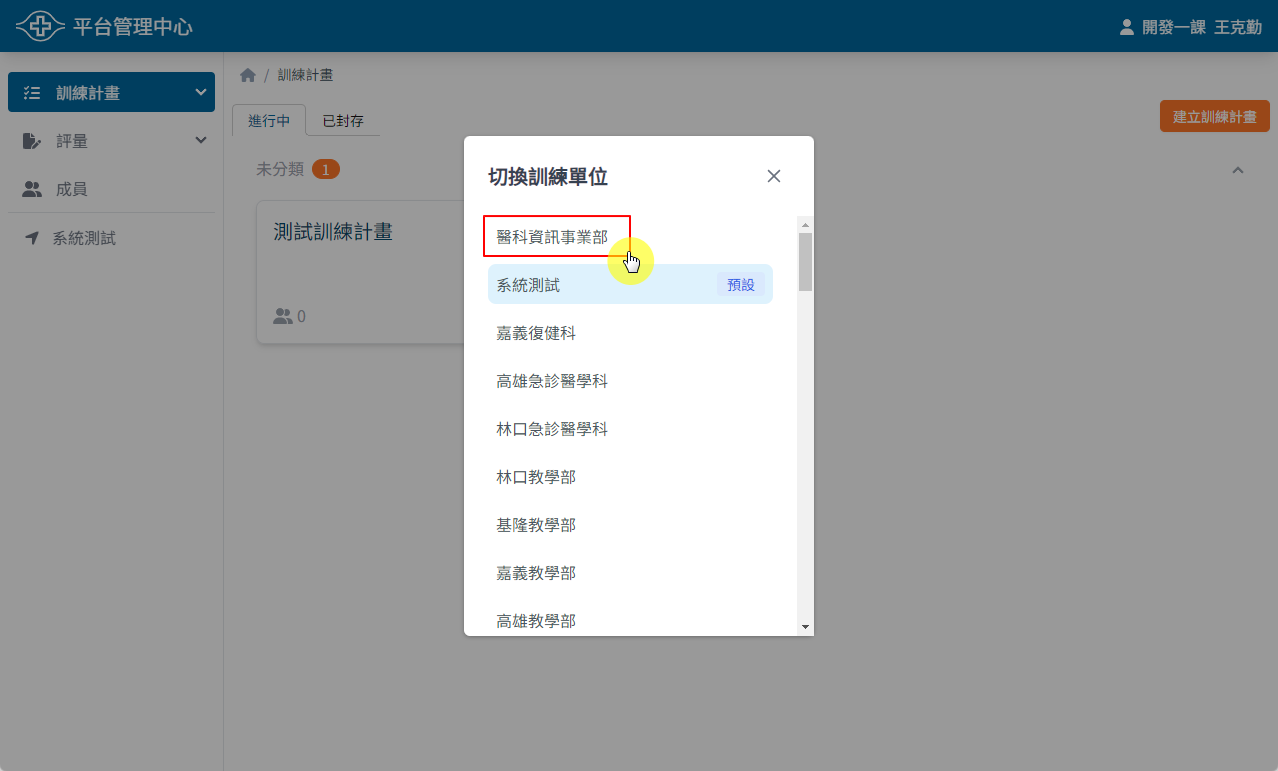 平台管理中心
開發一課 王克勤
訓練計畫
評量
成員
系統測試
/ 訓練計畫
進行中
已封存
建立訓練計畫
未分類 1
測試訓練計畫
0
切換訓練單位
醫科資訊事業部
系統測試 預設
嘉義復健科
高雄急診醫學科
林口急診醫學科
林口教學部
基隆教學部
嘉義教學部
高雄教學部